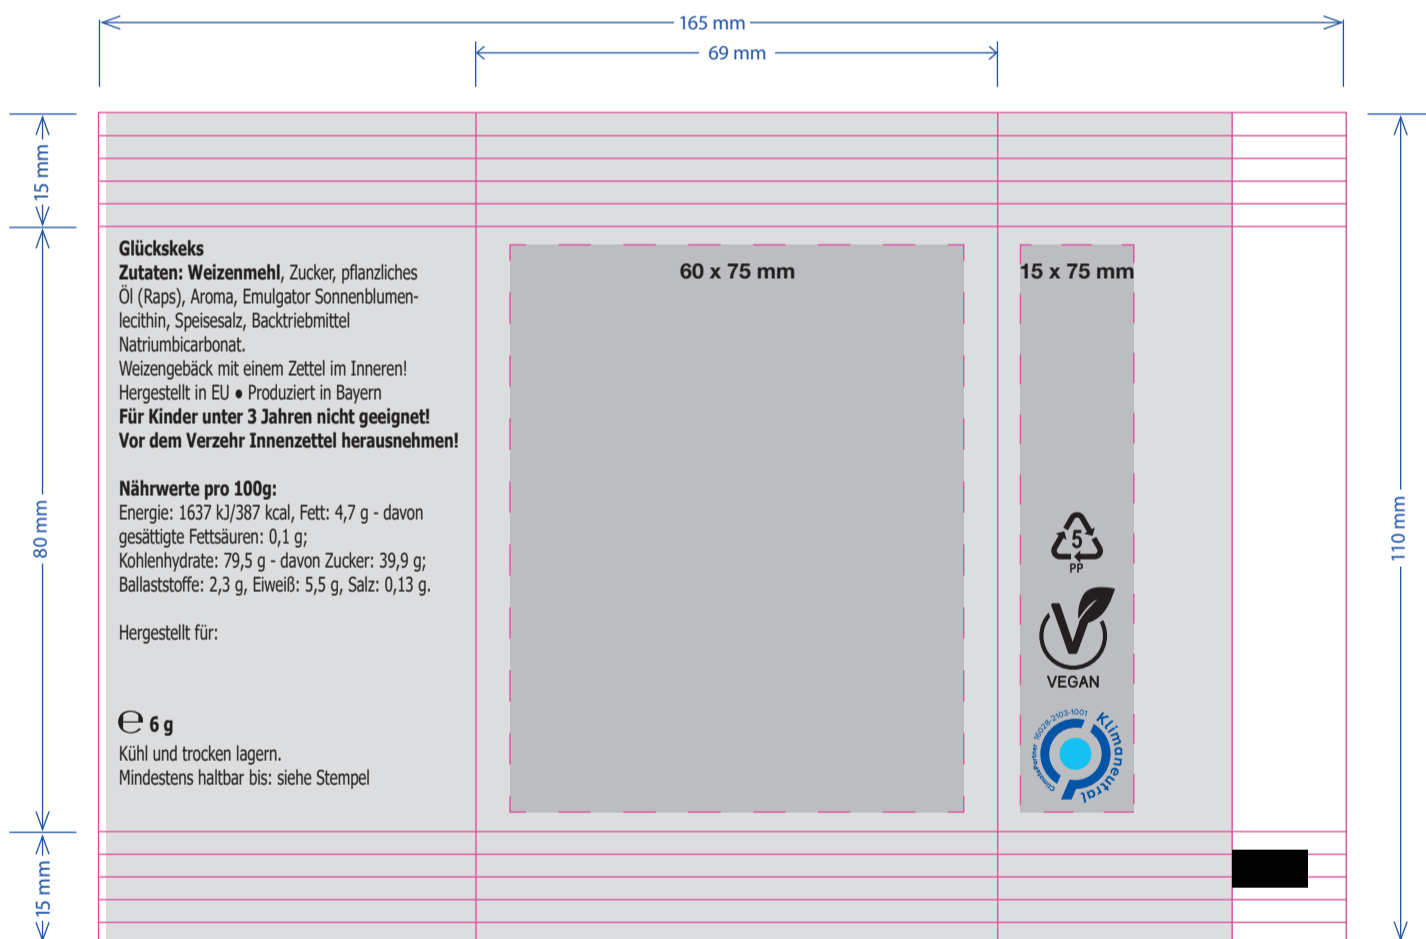 165 mm
69 mm
15 mm
80 mm
15 mm
110 mm
Glückskeks
Zutaten: Weizenmehl, Zucker, pflanzliches
Öl (Raps), Aroma, Emulgator Sonnenblumen-
lecithin, Speisesalz, Backtriebmittel
Natriumbicarbonat.
Weizengebäck mit einem Zettel im Inneren!
Hergestellt in EU ● Produziert in Bayern
Für Kinder unter 3 Jahren nicht geeignet!
Vor dem Verzehr Innenzettel herausnehmen!
Nährwerte pro 100g:
Energie: 1637 kJ/387 kcal, Fett: 4,7 g - davon
gesättigte Fettsäuren: 0,1 g;
Kohlenhydrate: 79,5 g - davon Zucker: 39,9 g;
Ballaststoffe: 2,3 g, Eiweiß: 5,5 g, Salz: 0,13 g.
Hergestellt für:
℮ 6 g
Kühl und trocken lagern.
Mindestens haltbar bis: siehe Stempel
60 x 75 mm
15 x 75 mm
5
PP
V
VEGAN
ClimatePartner 16028-2103-1001
Klimaneutral